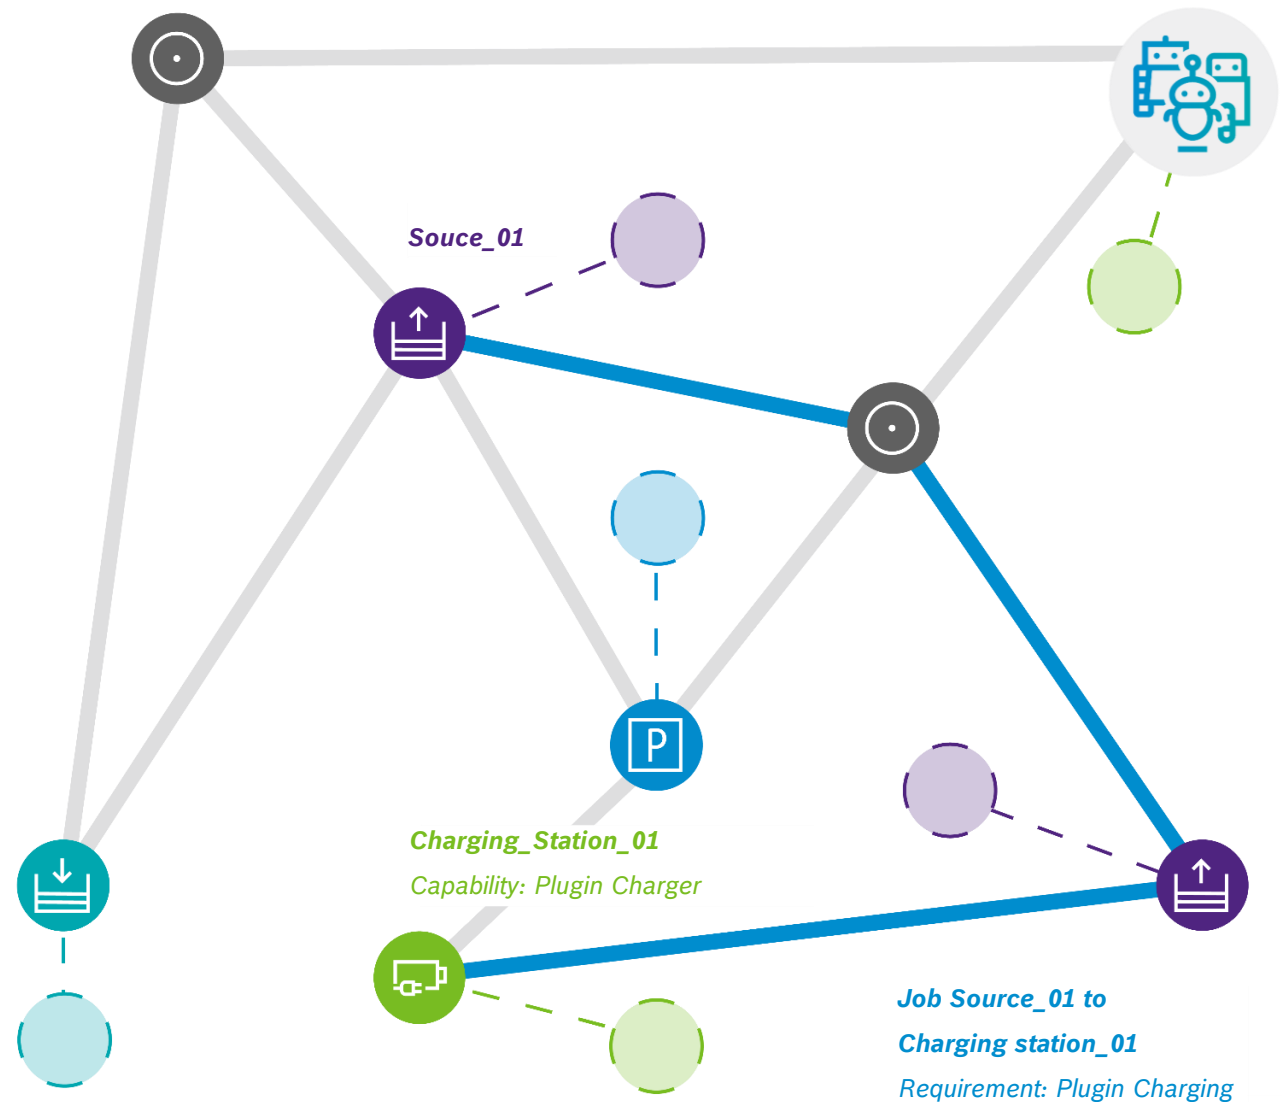 Souce_01
P
Charging_Station_01
Capability: Plugin Charger
Job Source_01 to
Charging station_01
Requirement: Plugin Charging